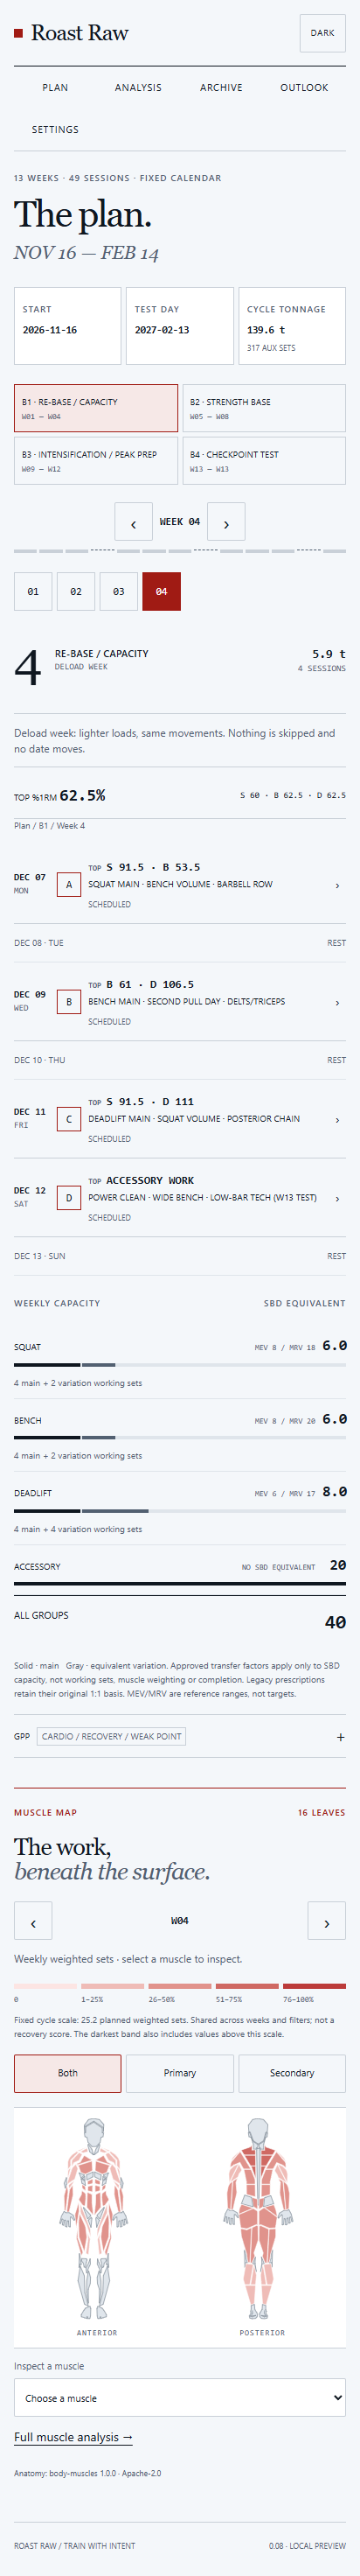 Roast Raw
DARK
PLAN ANALYSIS ARCHIVE OUTLOOK
SETTINGS
13 WEEKS · 49 SESSIONS · FIXED CALENDAR
The plan.
NOV 16 — FEB 14
START
2026-11-16
TEST DAY
2027-02-13
CYCLE TONNAGE
139.6 t
317 AUX SETS
B1 · RE-BASE / CAPACITY
W01 — W04
B2 · STRENGTH BASE
W05 — W08
B3 · INTENSIFICATION / PEAK PREP
W09 — W12
B4 · CHECKPOINT TEST
W13 — W13
‹ WEEK 04 ›
01 02 03 04
4
RE-BASE / CAPACITY
DELOAD WEEK
5.9 t
4 SESSIONS
Deload week: lighter loads, same movements. Nothing is skipped and
no date moves.
TOP %1RM 62.5% S 60 · B 62.5 · D 62.5
Plan / B1 / Week 4
DEC 07
MON
A
TOP S 91.5 · B 53.5
SQUAT MAIN · BENCH VOLUME · BARBELL ROW
SCHEDULED
›
DEC 08 · TUE REST
DEC 09
WED
B
TOP B 61 · D 106.5
BENCH MAIN · SECOND PULL DAY · DELTS/TRICEPS
SCHEDULED
›
DEC 10 · THU REST
DEC 11
FRI
C
TOP S 91.5 · D 111
DEADLIFT MAIN · SQUAT VOLUME · POSTERIOR CHAIN
SCHEDULED
›
DEC 12
SAT
D
TOP ACCESSORY WORK
POWER CLEAN · WIDE BENCH · LOW-BAR TECH (W13 TEST)
SCHEDULED
›
DEC 13 · SUN REST
WEEKLY CAPACITY SBD EQUIVALENT
SQUAT MEV 8 / MRV 18 6.0
4 main + 2 variation working sets
BENCH MEV 8 / MRV 20 6.0
4 main + 2 variation working sets
DEADLIFT MEV 6 / MRV 17 8.0
4 main + 4 variation working sets
ACCESSORY NO SBD EQUIVALENT 20
ALL GROUPS 40
Solid · main Gray · equivalent variation. Approved transfer factors apply only to SBD
capacity, not working sets, muscle weighting or completion. Legacy prescriptions
retain their original 1:1 basis. MEV/MRV are reference ranges, not targets.
GPP CARDIO / RECOVERY / WEAK POINT +
MUSCLE MAP 16 LEAVES
The work,
beneath the surface.
‹ W04 ›
Weekly weighted sets · select a muscle to inspect.
0 1–25% 26–50% 51–75% 76–100%
Fixed cycle scale: 25.2 planned weighted sets. Shared across weeks and filters; not a
recovery score. The darkest band also includes values above this scale.
Both Primary Secondary
ANTERIOR POSTERIOR
Inspect a muscle
Choose a muscle
Full muscle analysis →
Anatomy: body-muscles 1.0.0 · Apache-2.0
ROAST RAW / TRAIN WITH INTENT 0.08 · LOCAL PREVIEW